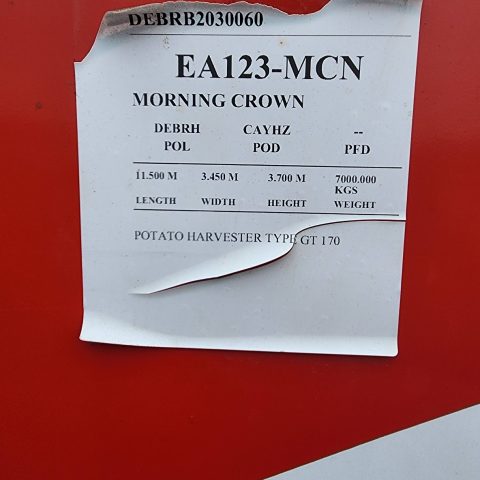 DEBRB2030060
EA123-MCN
MORNING CROWN
DEBRH CAYHZ --
POL POD PFD
11.500 M 3.450 M 3.700 M 7000.000
KGS
LENGTH WIDTH HEIGHT WEIGHT
POTATO HARVESTER TYPE GT 170